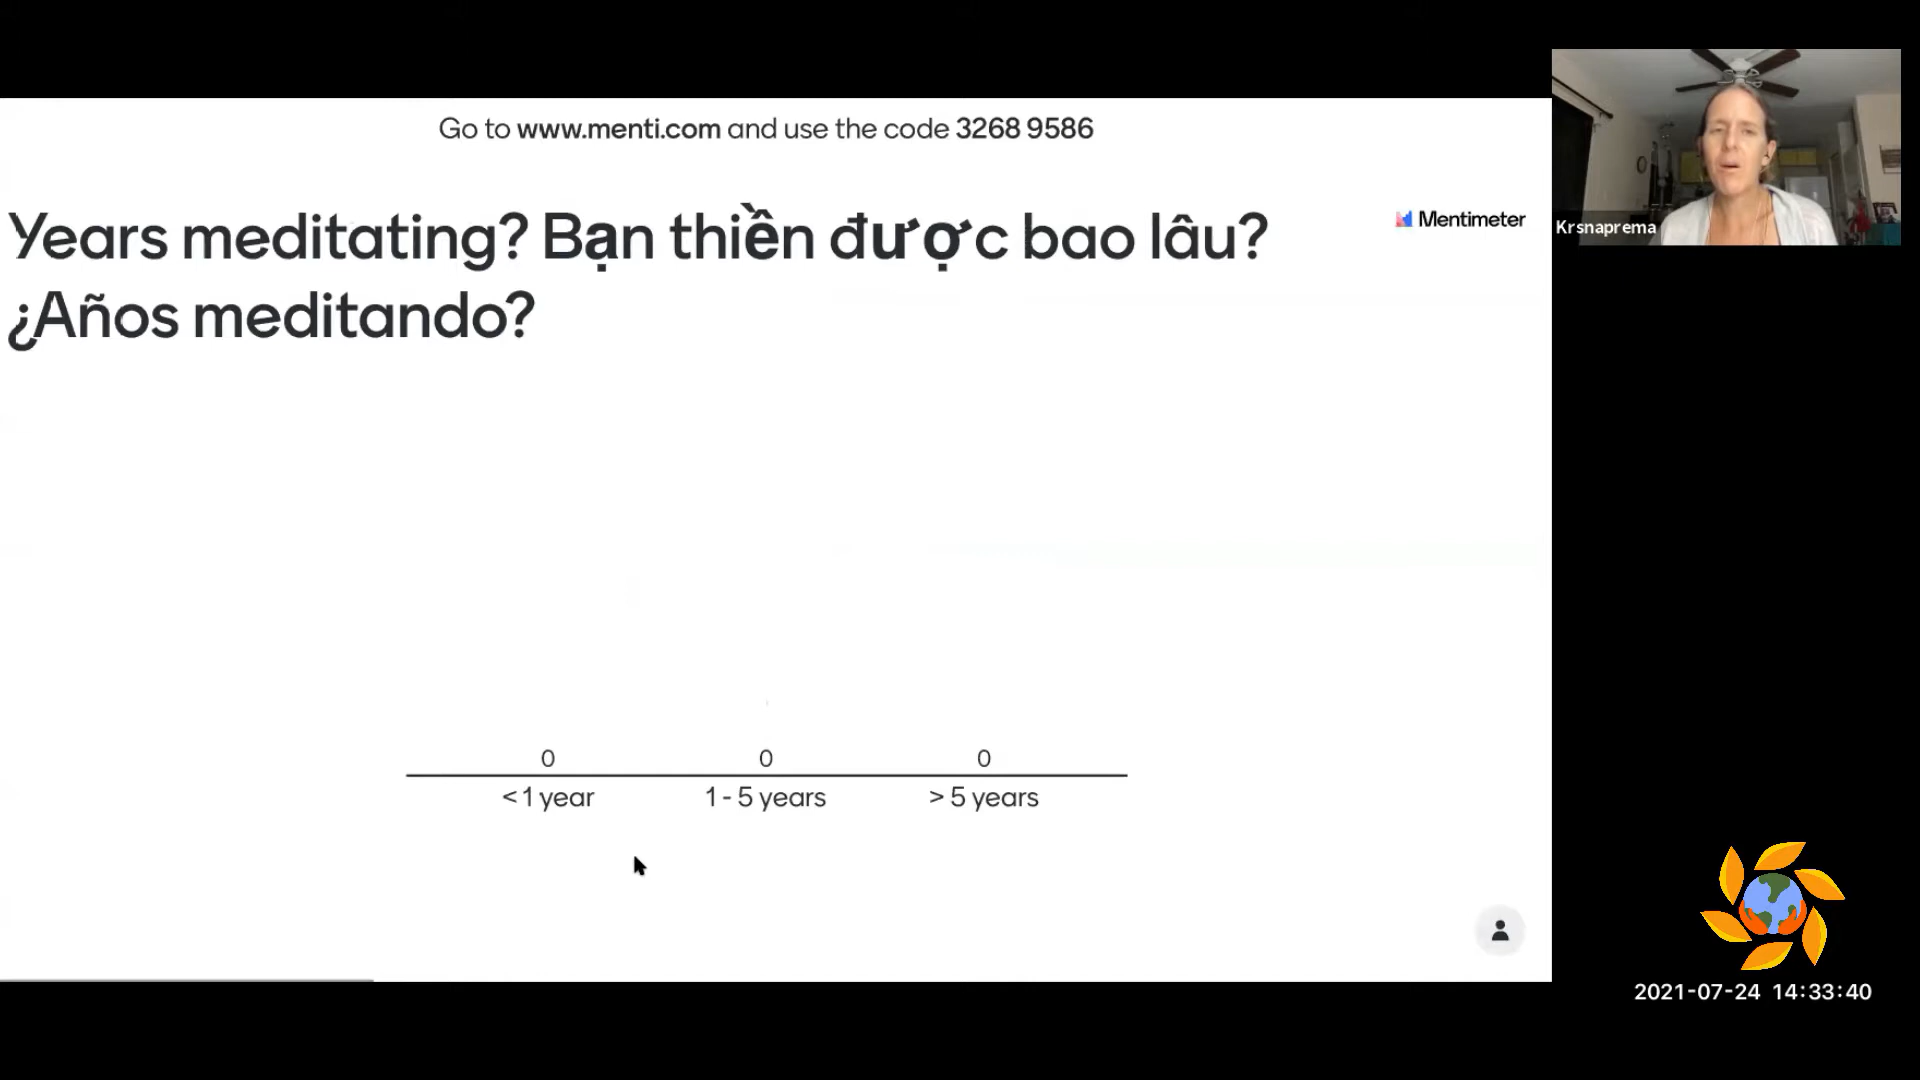 Go to www.menti.com and use the code 3268 9586
Years meditating? Bạn thiền được bao lâu?
¿Años meditando?
Mentimeter
Krsnaprema
0 0 0
< 1 year 1 - 5 years > 5 years
2021-07-24 14:33:40